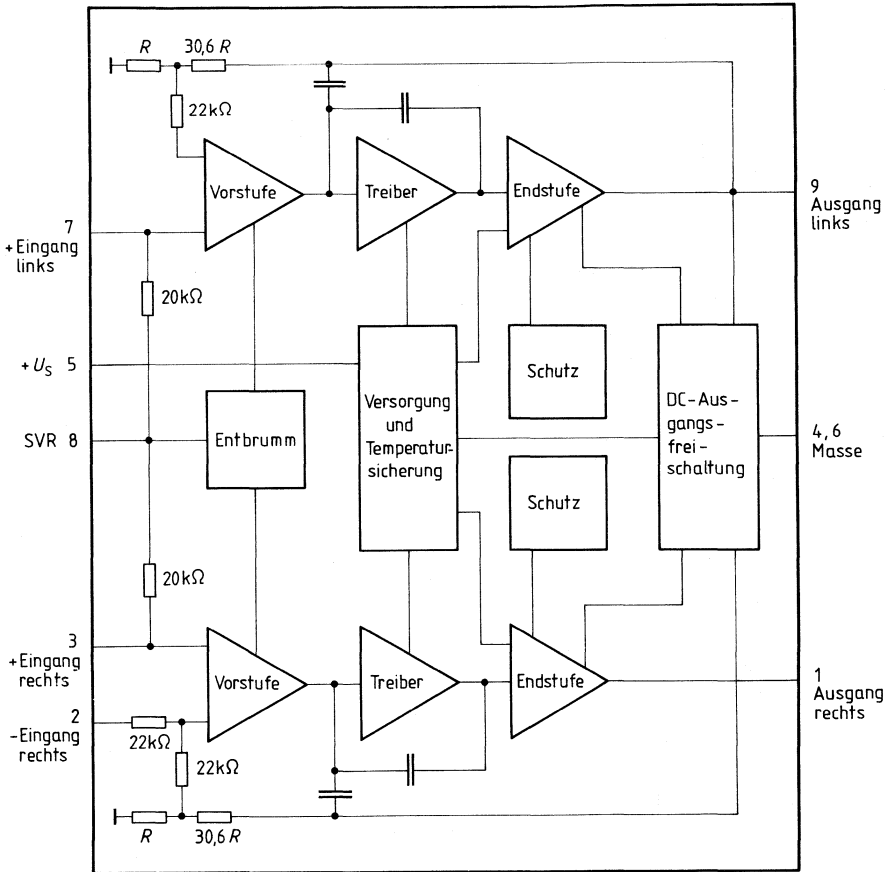 R 30,6 R
22kΩ
Vorstufe
Treiber
Endstufe
9
Ausgang
links
7
+Eingang
links
20kΩ
+US 5
Versorgung
und
Temperatur-
sicherung
Schutz
DC-Aus-
gangs-
frei-
schaltung
SVR 8
Entbrumm
4,6
Masse
Schutz
20kΩ
3
+Eingang
rechts
Vorstufe
Treiber
Endstufe
1
Ausgang
rechts
2
-Eingang
rechts
22kΩ
22kΩ
R 30,6 R